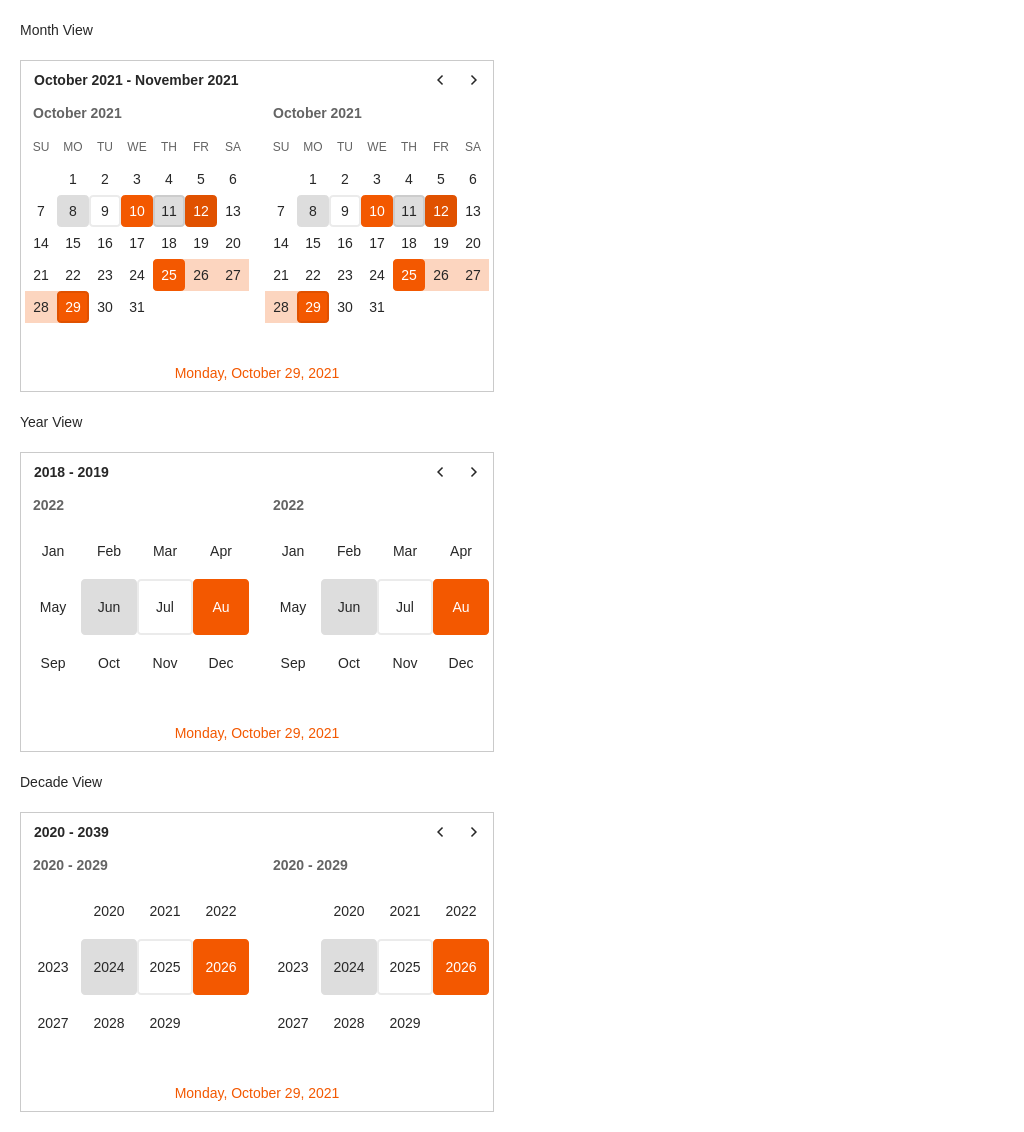 Month View
October 2021 - November 2021
October 2021 October 2021
SU MO TU WE TH FR SA SU MO TU WE TH FR SA
1 2 3 4 5 6 1 2 3 4 5 6
7 8 9 10 11 12 13 7 8 9 10 11 12 13
14 15 16 17 18 19 20 14 15 16 17 18 19 20
21 22 23 24 25 26 27 21 22 23 24 25 26 27
28 29 30 31 28 29 30 31
Monday, October 29, 2021
Year View
2018 - 2019
2022 2022
Jan Feb Mar Apr Jan Feb Mar Apr
May Jun Jul Au May Jun Jul Au
Sep Oct Nov Dec Sep Oct Nov Dec
Monday, October 29, 2021
Decade View
2020 - 2039
2020 - 2029 2020 - 2029
2020 2021 2022 2020 2021 2022
2023 2024 2025 2026 2023 2024 2025 2026
2027 2028 2029 2027 2028 2029
Monday, October 29, 2021